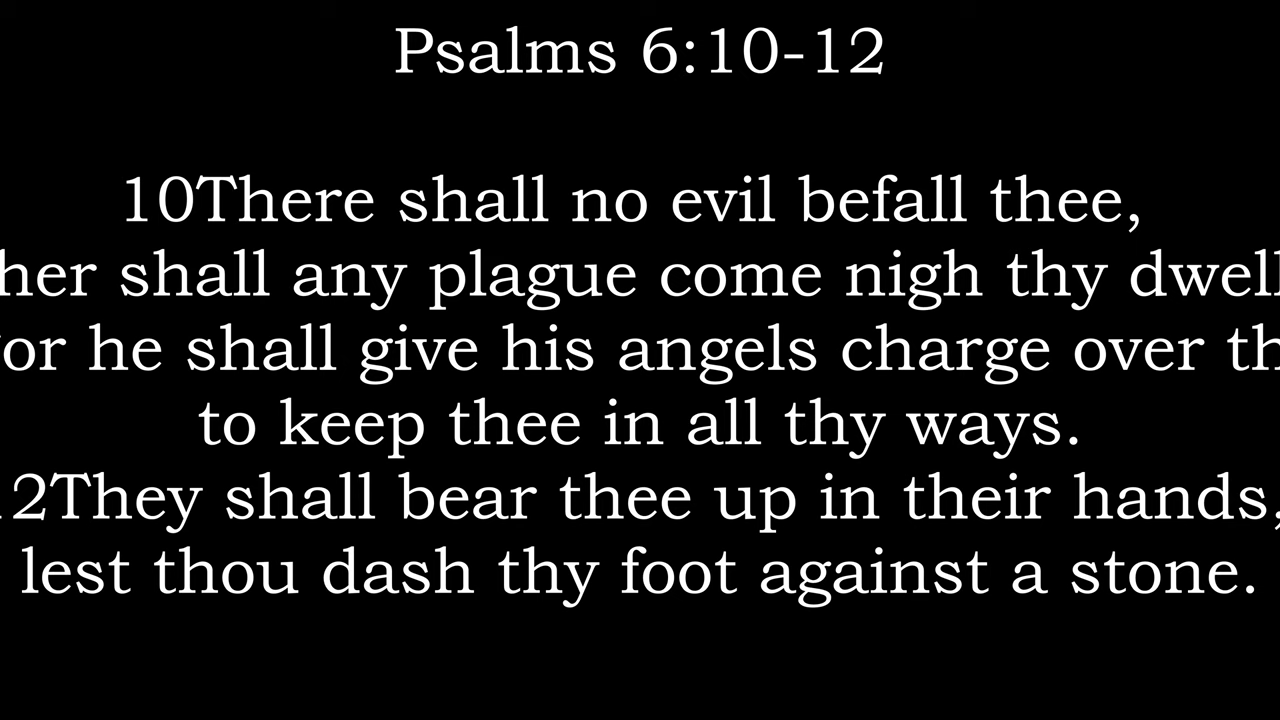 Psalms 6:10-12
10There shall no evil befall thee,
her shall any plague come nigh thy dwell
or he shall give his angels charge over th
to keep thee in all thy ways.
2They shall bear thee up in their hands,
lest thou dash thy foot against a stone.